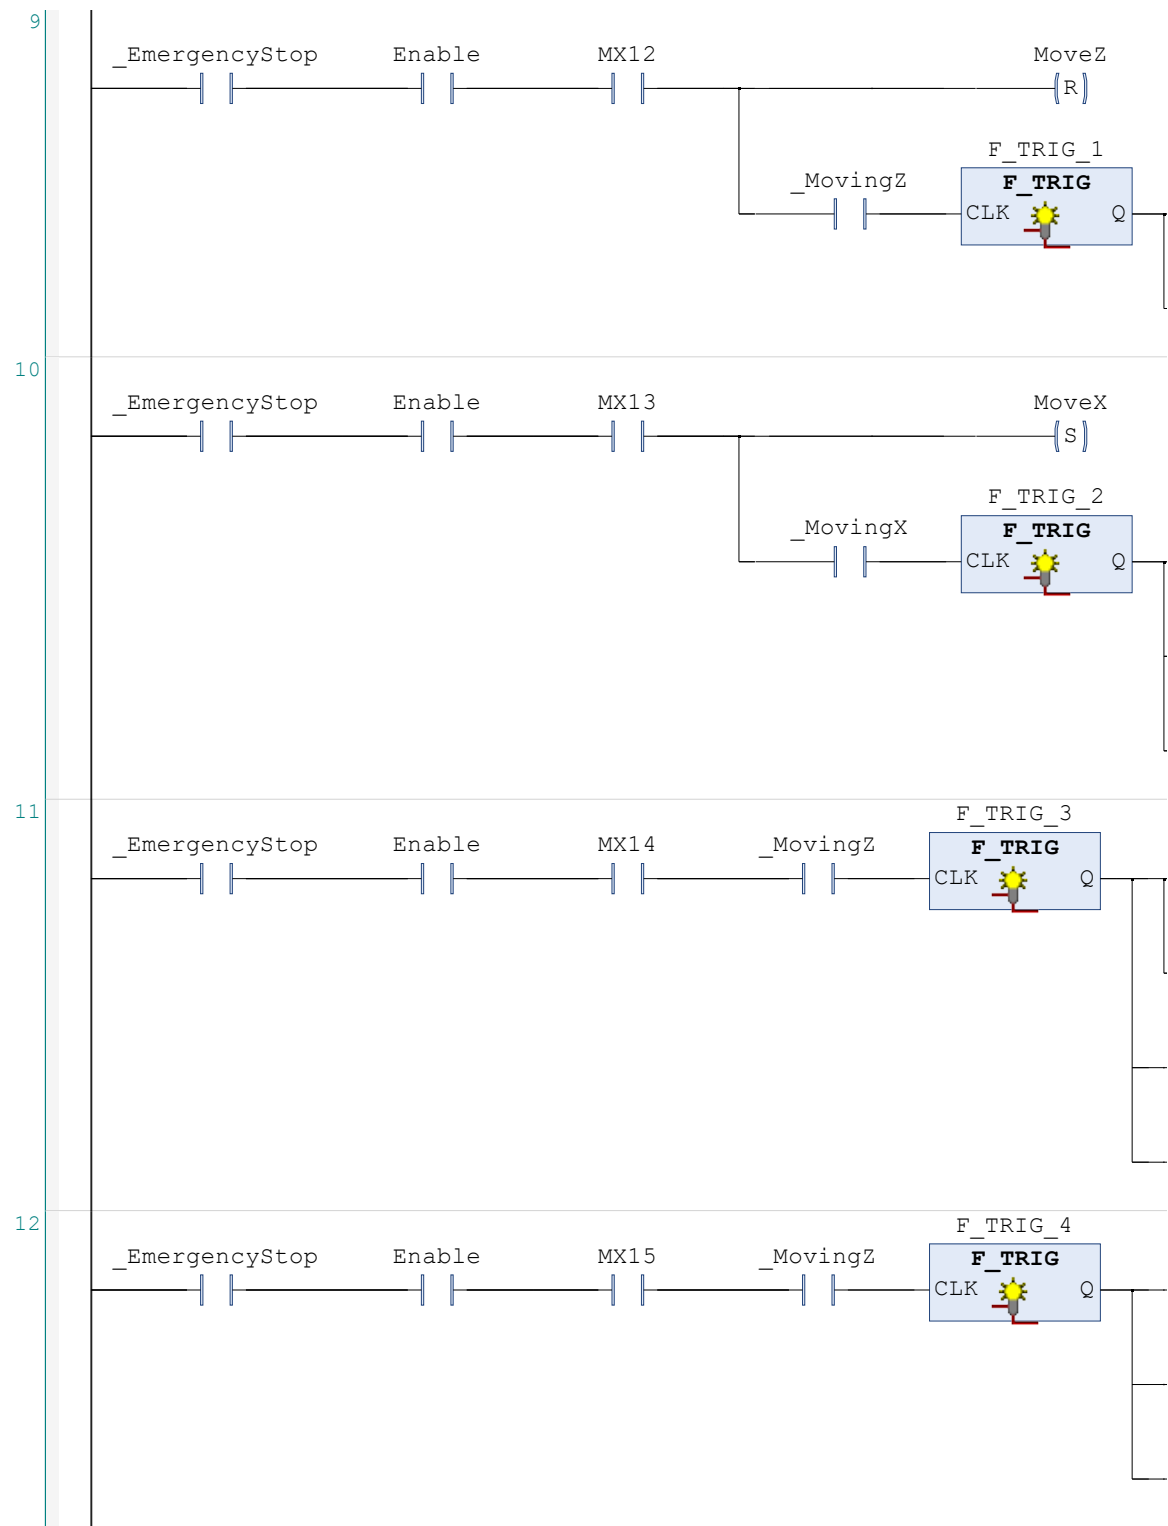 9
_EmergencyStop Enable MX12 MoveZ
R
F_TRIG_1
_MovingZ F_TRIG
CLK Q
10
_EmergencyStop Enable MX13 MoveX
S
F_TRIG_2
_MovingX F_TRIG
CLK Q
11
F_TRIG_3
_EmergencyStop Enable MX14 _MovingZ F_TRIG
CLK Q
12
F_TRIG_4
_EmergencyStop Enable MX15 _MovingZ F_TRIG
CLK Q